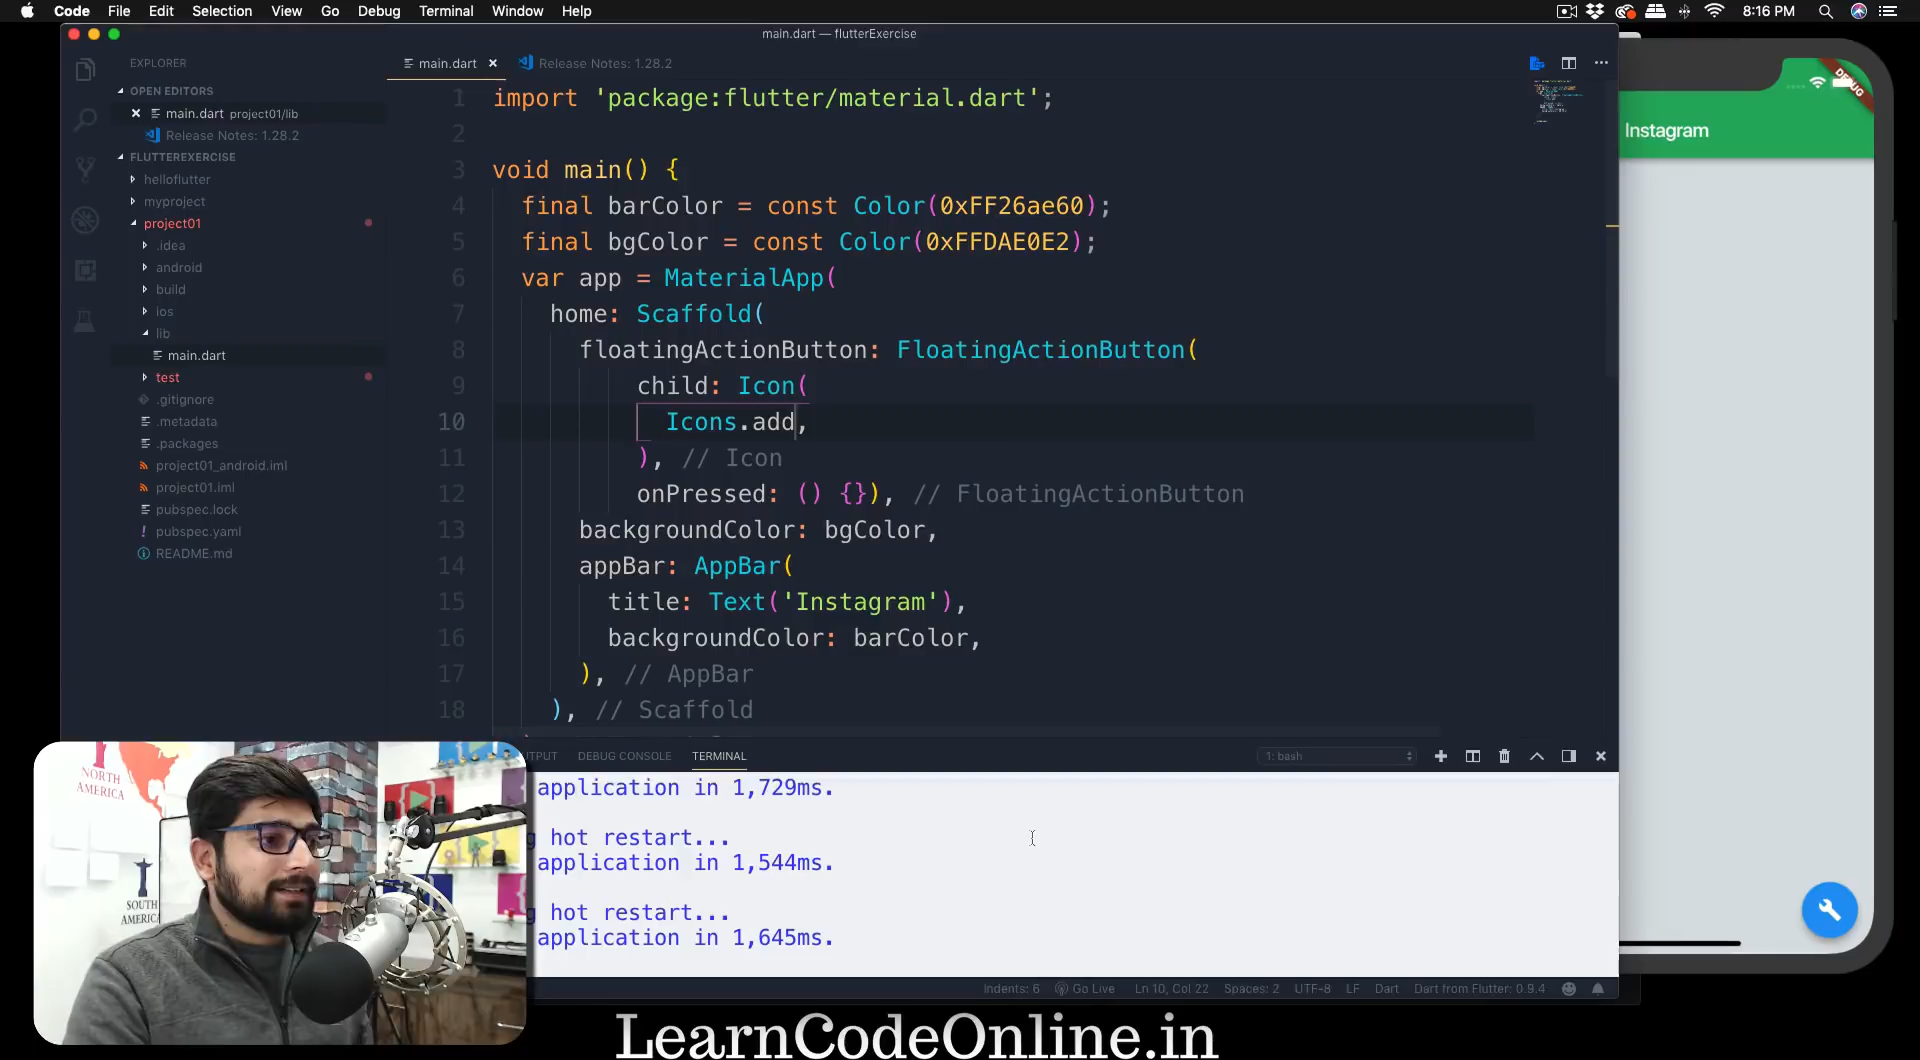 Code File Edit Selection View Go Debug Terminal Window Help
8:16 PM
main.dart — flutterExercise
EXPLORER
OPEN EDITORS
main.dart project01/lib
Release Notes: 1.28.2
FLUTTEREXERCISE
helloflutter
myproject
project01
.idea
android
build
ios
lib
main.dart
test
.gitignore
.metadata
.packages
project01_android.iml
project01.iml
pubspec.lock
pubspec.yaml
README.md
main.dart
Release Notes: 1.28.2
1 import 'package:flutter/material.dart';
2
3 void main() {
4 final barColor = const Color(0xFF26ae60);
5 final bgColor = const Color(0xFFDAE0E2);
6 var app = MaterialApp(
7 home: Scaffold(
8 floatingActionButton: FloatingActionButton(
9 child: Icon(
10 Icons.add,
11 ), // Icon
12 onPressed: () {}), // FloatingActionButton
13 backgroundColor: bgColor,
14 appBar: AppBar(
15 title: Text('Instagram'),
16 backgroundColor: barColor,
17 ), // AppBar
18 ), // Scaffold
DEBUG CONSOLE TERMINAL
1: bash
application in 1,729ms.
hot restart...
application in 1,544ms.
hot restart...
application in 1,645ms.
Indents: 6 Go Live Ln 10, Col 22 Spaces: 2 UTF-8 LF Dart Dart from Flutter: 0.9.4
DEBUG
Instagram
NORTH
AMERICA
SOUTH
AMERICA
LearnCodeOnline.in